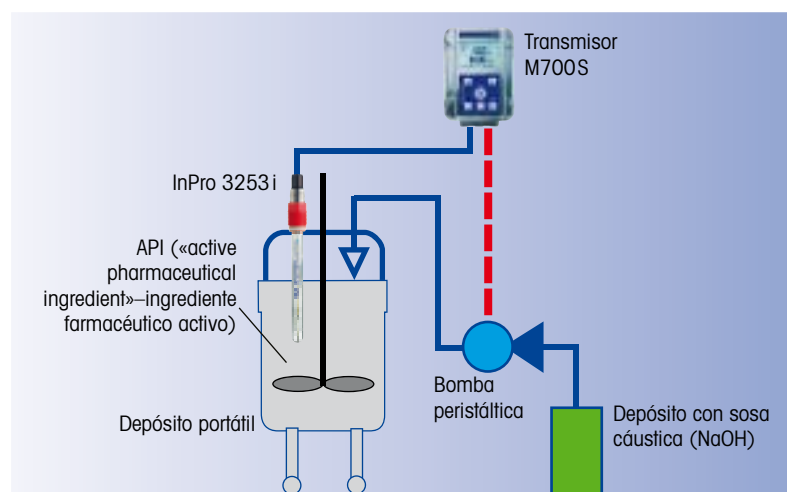 Transmisor
M700S
InPro 3253i
API («active
pharmaceutical
ingredient»–ingrediente
farmacéutico activo)
Depósito portátil
Bomba
peristáltica
Depósito con sosa
cáustica (NaOH)